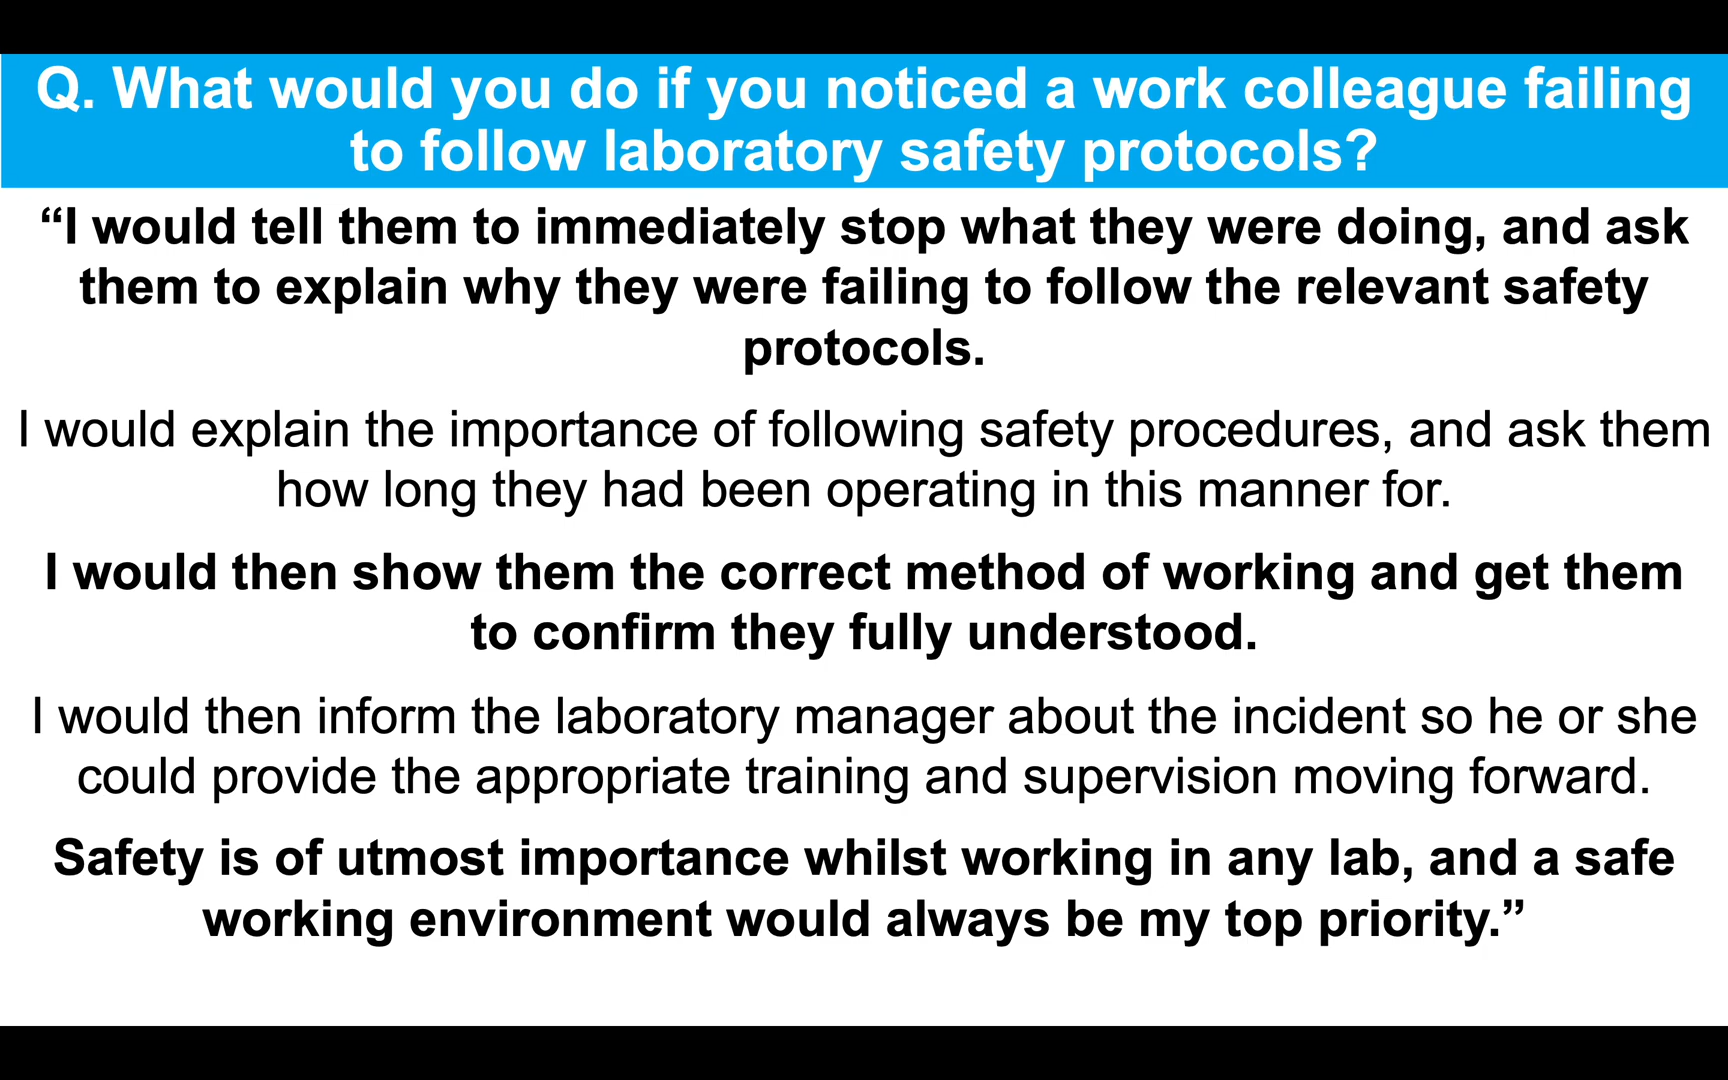 Q. What would you do if you noticed a work colleague failing
to follow laboratory safety protocols?
“I would tell them to immediately stop what they were doing, and ask
them to explain why they were failing to follow the relevant safety
protocols.
I would explain the importance of following safety procedures, and ask them
how long they had been operating in this manner for.
I would then show them the correct method of working and get them
to confirm they fully understood.
I would then inform the laboratory manager about the incident so he or she
could provide the appropriate training and supervision moving forward.
Safety is of utmost importance whilst working in any lab, and a safe
working environment would always be my top priority.”